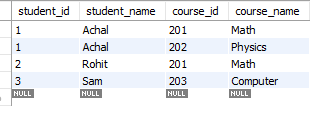 student_id student_name course_id course_name
1 Achal 201 Math
1 Achal 202 Physics
2 Rohit 201 Math
3 Sam 203 Computer
NULL NULL NULL NULL